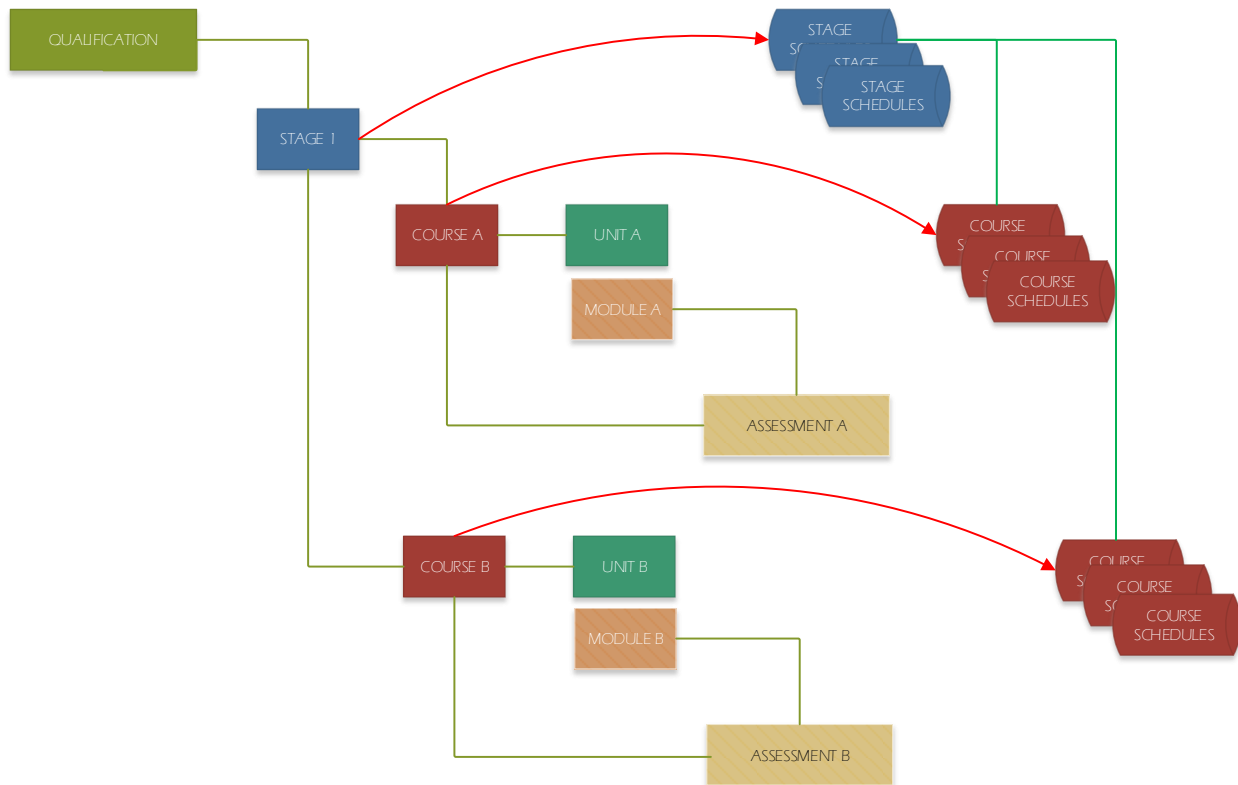 QUALIFICATION
STAGE
STAGE
STAGE
SCHEDULES
STAGE 1
COURSE A
UNIT A
COURSE
COURSE
COURSE
SCHEDULES
MODULE A
ASSESSMENT A
COURSE B
UNIT B
COURSE
COURSE
COURSE
SCHEDULES
MODULE B
ASSESSMENT B